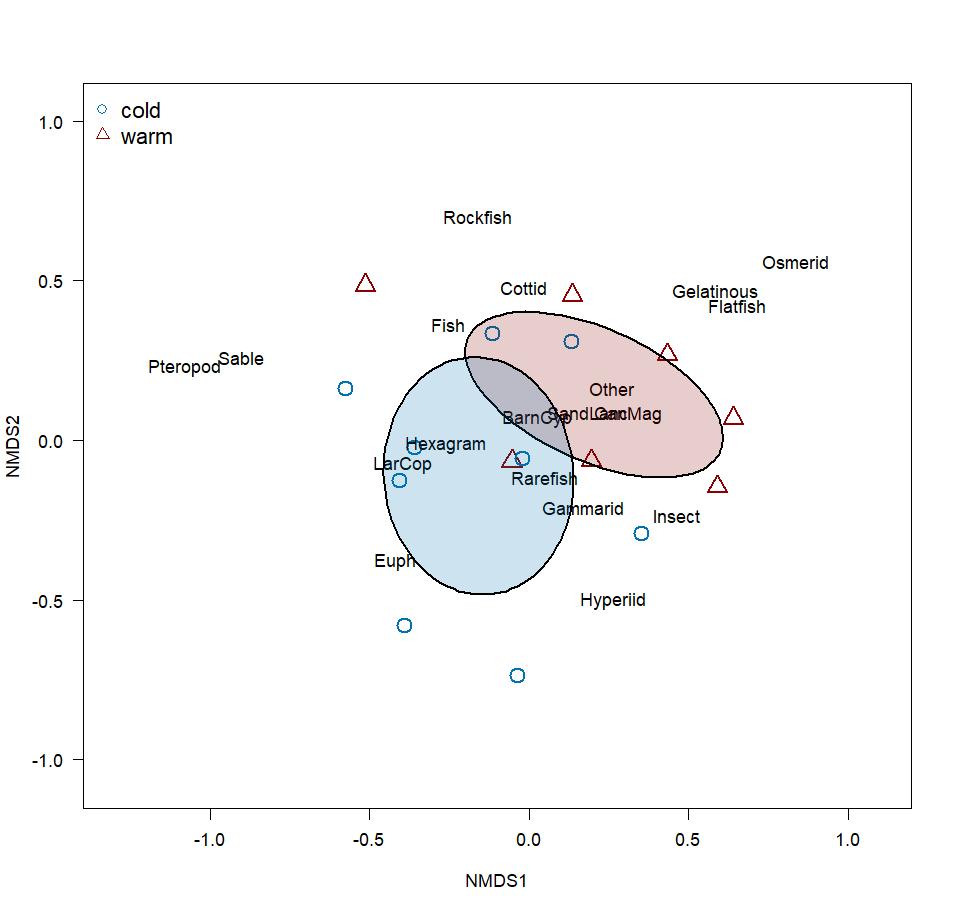 cold
warm
1.0
0.5
0.0
-0.5
-1.0
NMDS2
Rockfish
Osmerid
Cottid
Gelatinous
Flatfish
Fish
Sable
Pteropod
Other
BarnCyp
SandLanc
CanMag
Hexagram
LarCop
Rarefish
Gammarid
Insect
Euph
Hyperiid
-1.0 -0.5 0.0 0.5 1.0
NMDS1